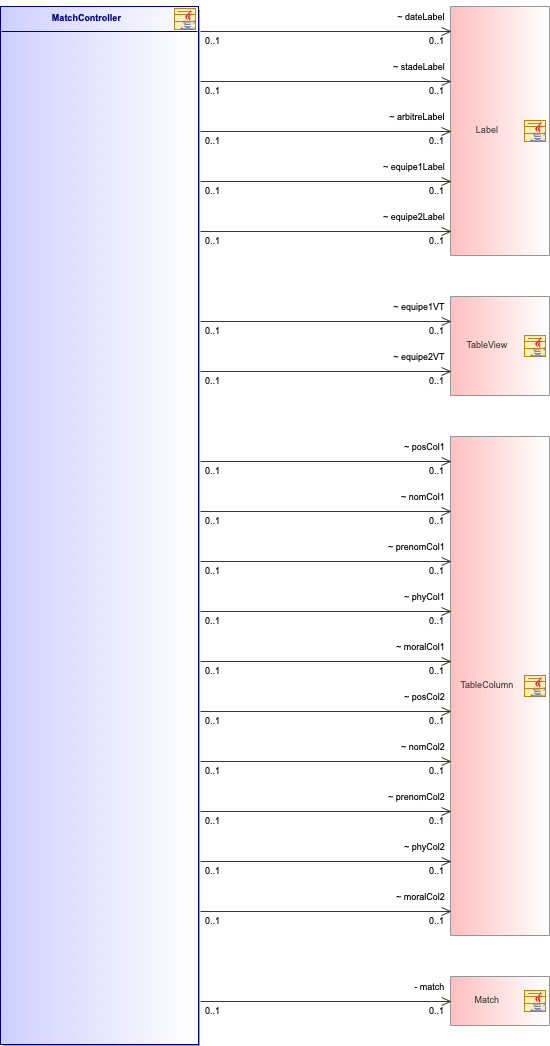 MatchController
~ dateLabel
0..1 0..1
~ stadeLabel
0..1 0..1
~ arbitreLabel
0..1 0..1
Label
~ equipe1Label
0..1 0..1
~ equipe2Label
0..1 0..1
~ equipe1VT
0..1 0..1
TableView
~ equipe2VT
0..1 0..1
~ posCol1
0..1 0..1
~ nomCol1
0..1 0..1
~ prenomCol1
0..1 0..1
~ phyCol1
0..1 0..1
~ moralCol1
0..1 0..1
TableColumn
~ posCol2
0..1 0..1
~ nomCol2
0..1 0..1
~ prenomCol2
0..1 0..1
~ phyCol2
0..1 0..1
~ moralCol2
0..1 0..1
- match
0..1 0..1
Match